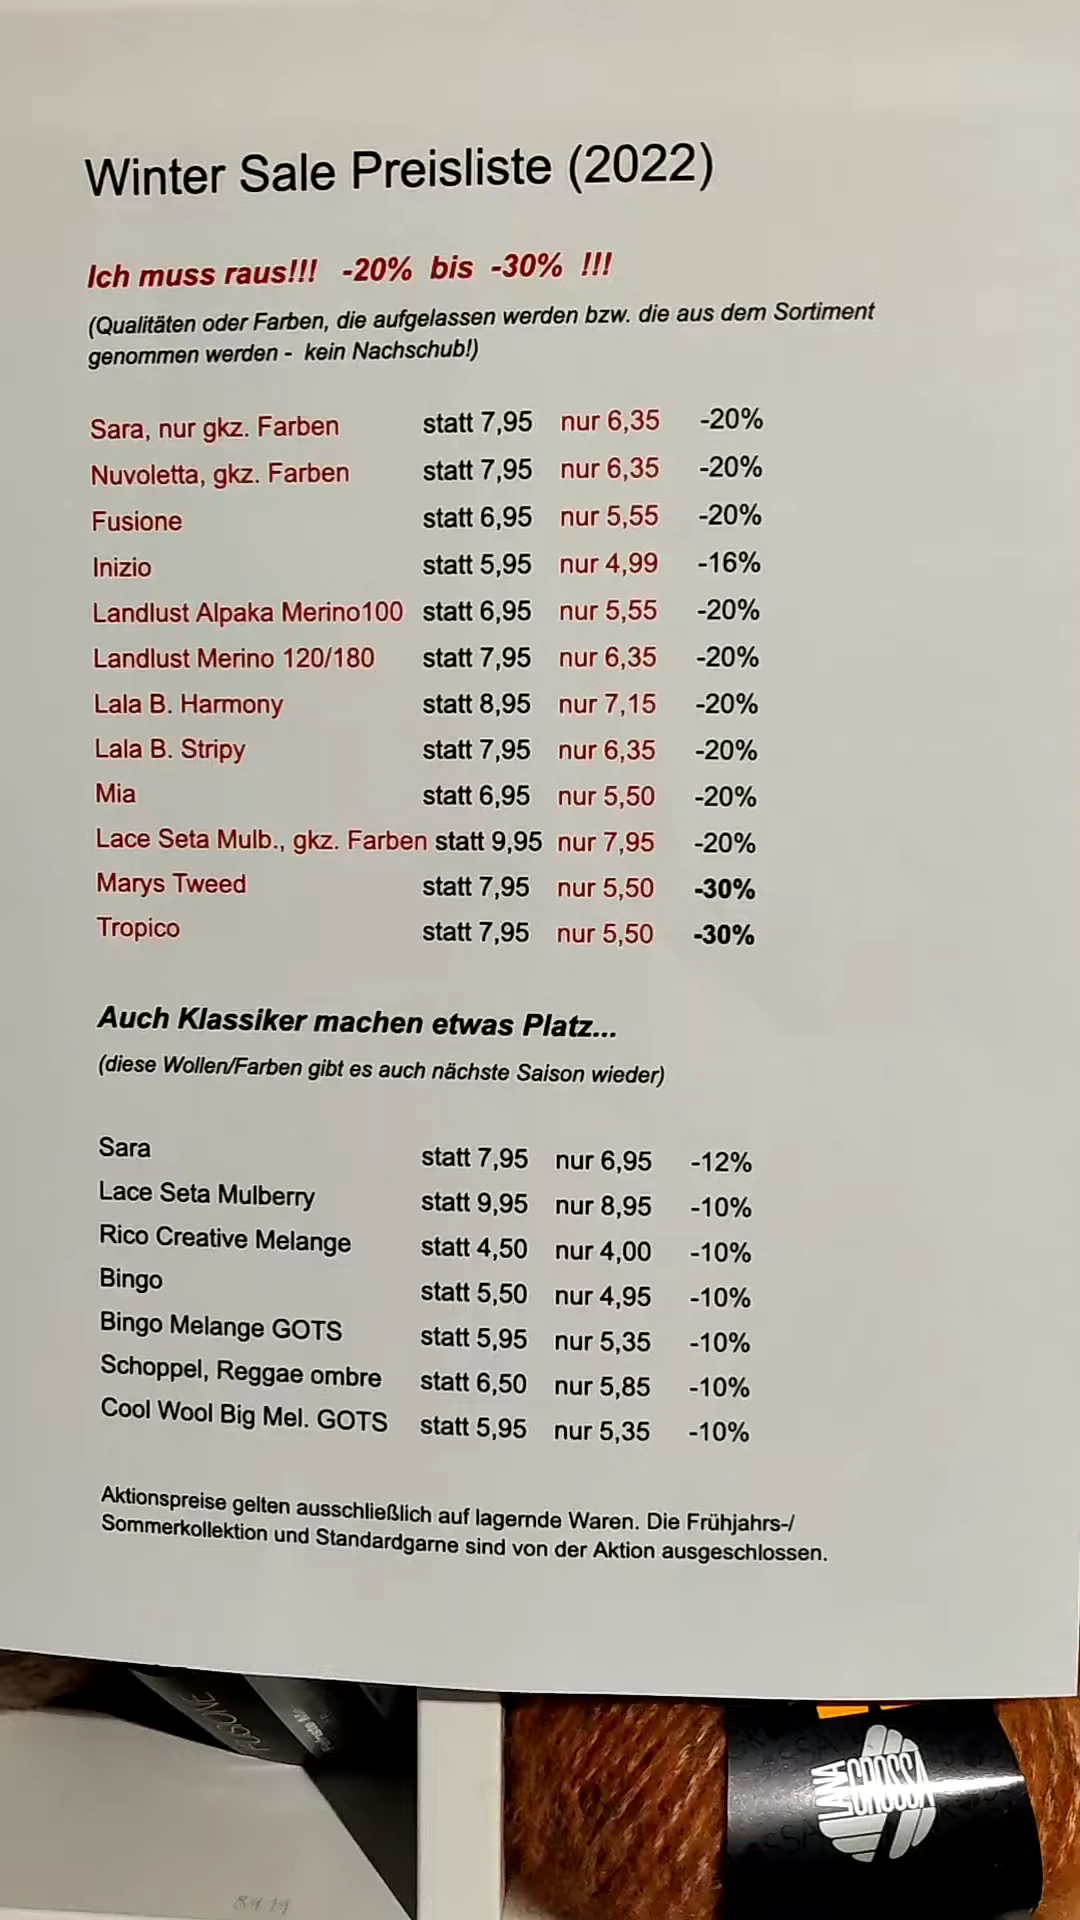 Winter Sale Preisliste (2022)
Ich muss raus!!! -20% bis -30% !!!
(Qualitäten oder Farben, die aufgelassen werden bzw. die aus dem Sortiment
genommen werden - kein Nachschub!)
Sara, nur gkz. Farben statt 7,95 nur 6,35 -20%
Nuvoletta, gkz. Farben statt 7,95 nur 6,35 -20%
Fusione statt 6,95 nur 5,55 -20%
Inizio statt 5,95 nur 4,99 -16%
Landlust Alpaka Merino100 statt 6,95 nur 5,55 -20%
Landlust Merino 120/180 statt 7,95 nur 6,35 -20%
Lala B. Harmony statt 8,95 nur 7,15 -20%
Lala B. Stripy statt 7,95 nur 6,35 -20%
Mia statt 6,95 nur 5,50 -20%
Lace Seta Mulb., gkz. Farben statt 9,95 nur 7,95 -20%
Marys Tweed statt 7,95 nur 5,50 -30%
Tropico statt 7,95 nur 5,50 -30%
Auch Klassiker machen etwas Platz...
(diese Wollen/Farben gibt es auch nächste Saison wieder)
Sara statt 7,95 nur 6,95 -12%
Lace Seta Mulberry statt 9,95 nur 8,95 -10%
Rico Creative Melange statt 4,50 nur 4,00 -10%
Bingo statt 5,50 nur 4,95 -10%
Bingo Melange GOTS statt 5,95 nur 5,35 -10%
Schoppel, Reggae ombre statt 6,50 nur 5,85 -10%
Cool Wool Big Mel. GOTS statt 5,95 nur 5,35 -10%
Aktionspreise gelten ausschließlich auf lagernde Waren. Die Frühjahrs-/
Sommerkollektion und Standardgarne sind von der Aktion ausgeschlossen.
FUSIONE
LANA
GROSSA